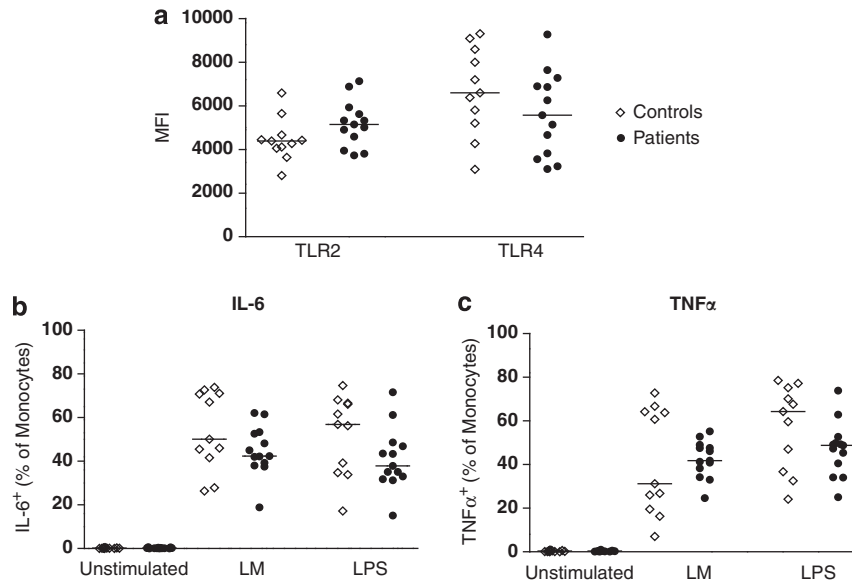 a
10000
8000
6000
4000
2000
0
MFI
TLR2 TLR4
Controls
Patients
b
IL-6
100
80
60
40
20
0
IL-6⁺ (% of Monocytes)
Unstimulated LM LPS
c
TNFα
100
80
60
40
20
0
TNFα⁺ (% of Monocytes)
Unstimulated LM LPS